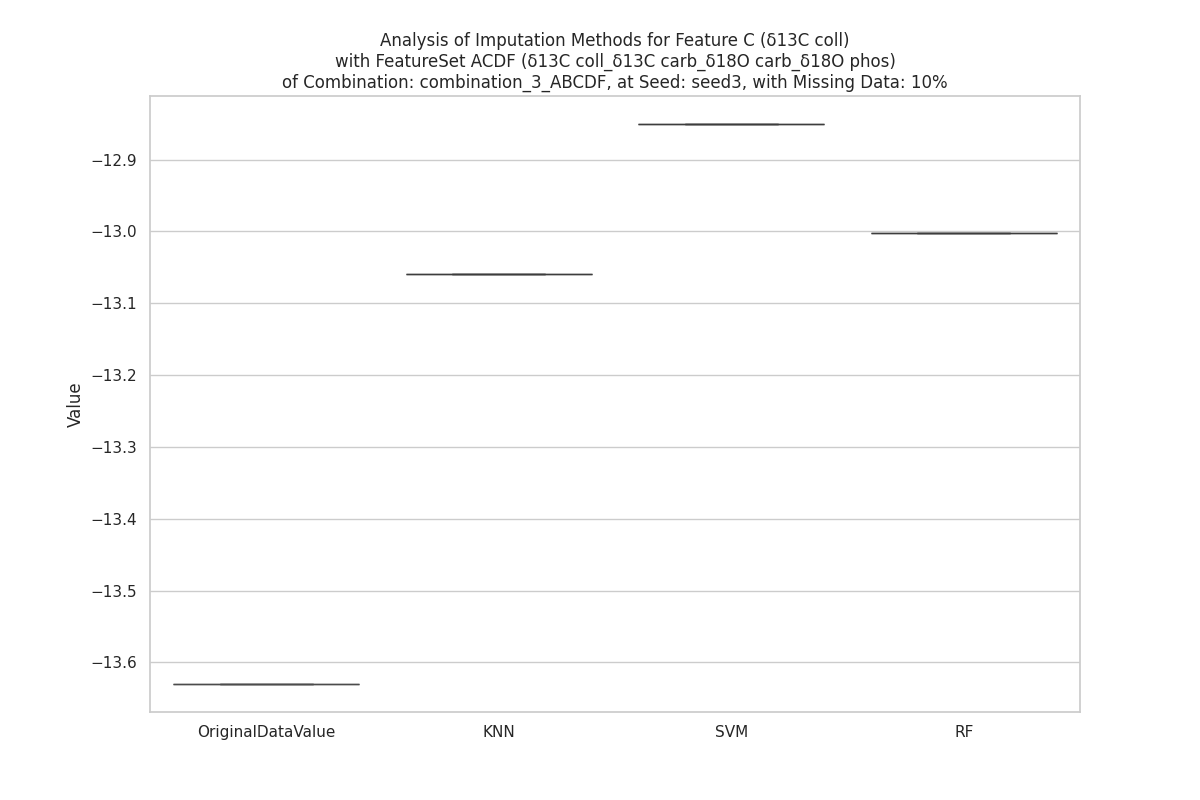 Analysis of Imputation Methods for Feature C (δ13C coll)
with FeatureSet ACDF (δ13C coll_δ13C carb_δ18O carb_δ18O phos)
of Combination: combination_3_ABCDF, at Seed: seed3, with Missing Data: 10%
Value
−12.9
−13.0
−13.1
−13.2
−13.3
−13.4
−13.5
−13.6
OriginalDataValue
KNN
SVM
RF